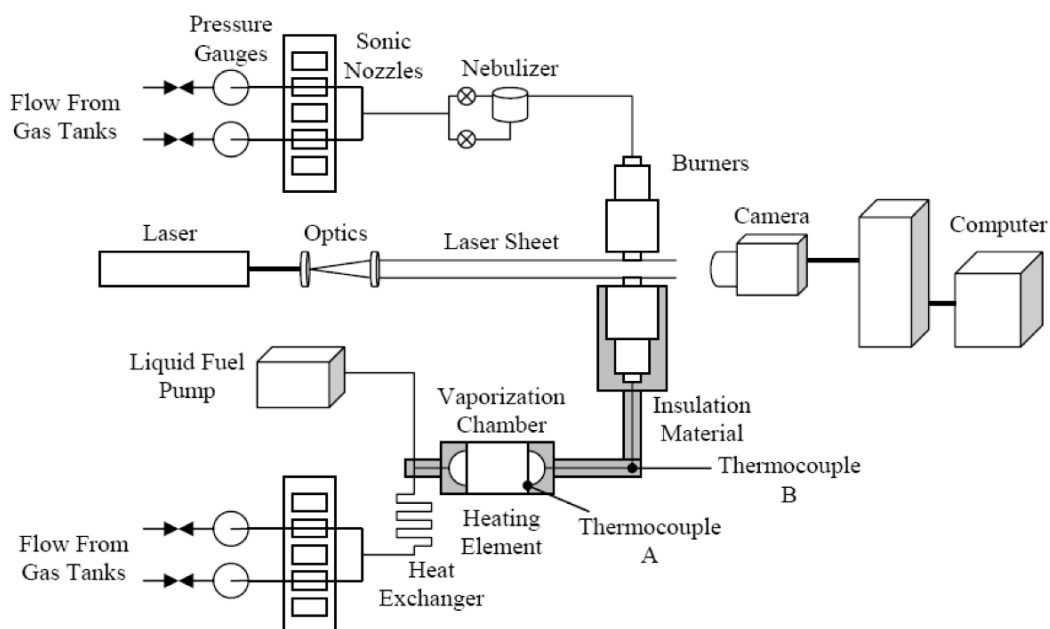 Pressure
Gauges
Sonic
Nozzles
Nebulizer
Flow From
Gas Tanks
Burners
Camera
Computer
Laser
Optics
Laser Sheet
Liquid Fuel
Pump
Vaporization
Chamber
Insulation
Material
Thermocouple
B
Heating
Element
Thermocouple
A
Flow From
Gas Tanks
Heat
Exchanger